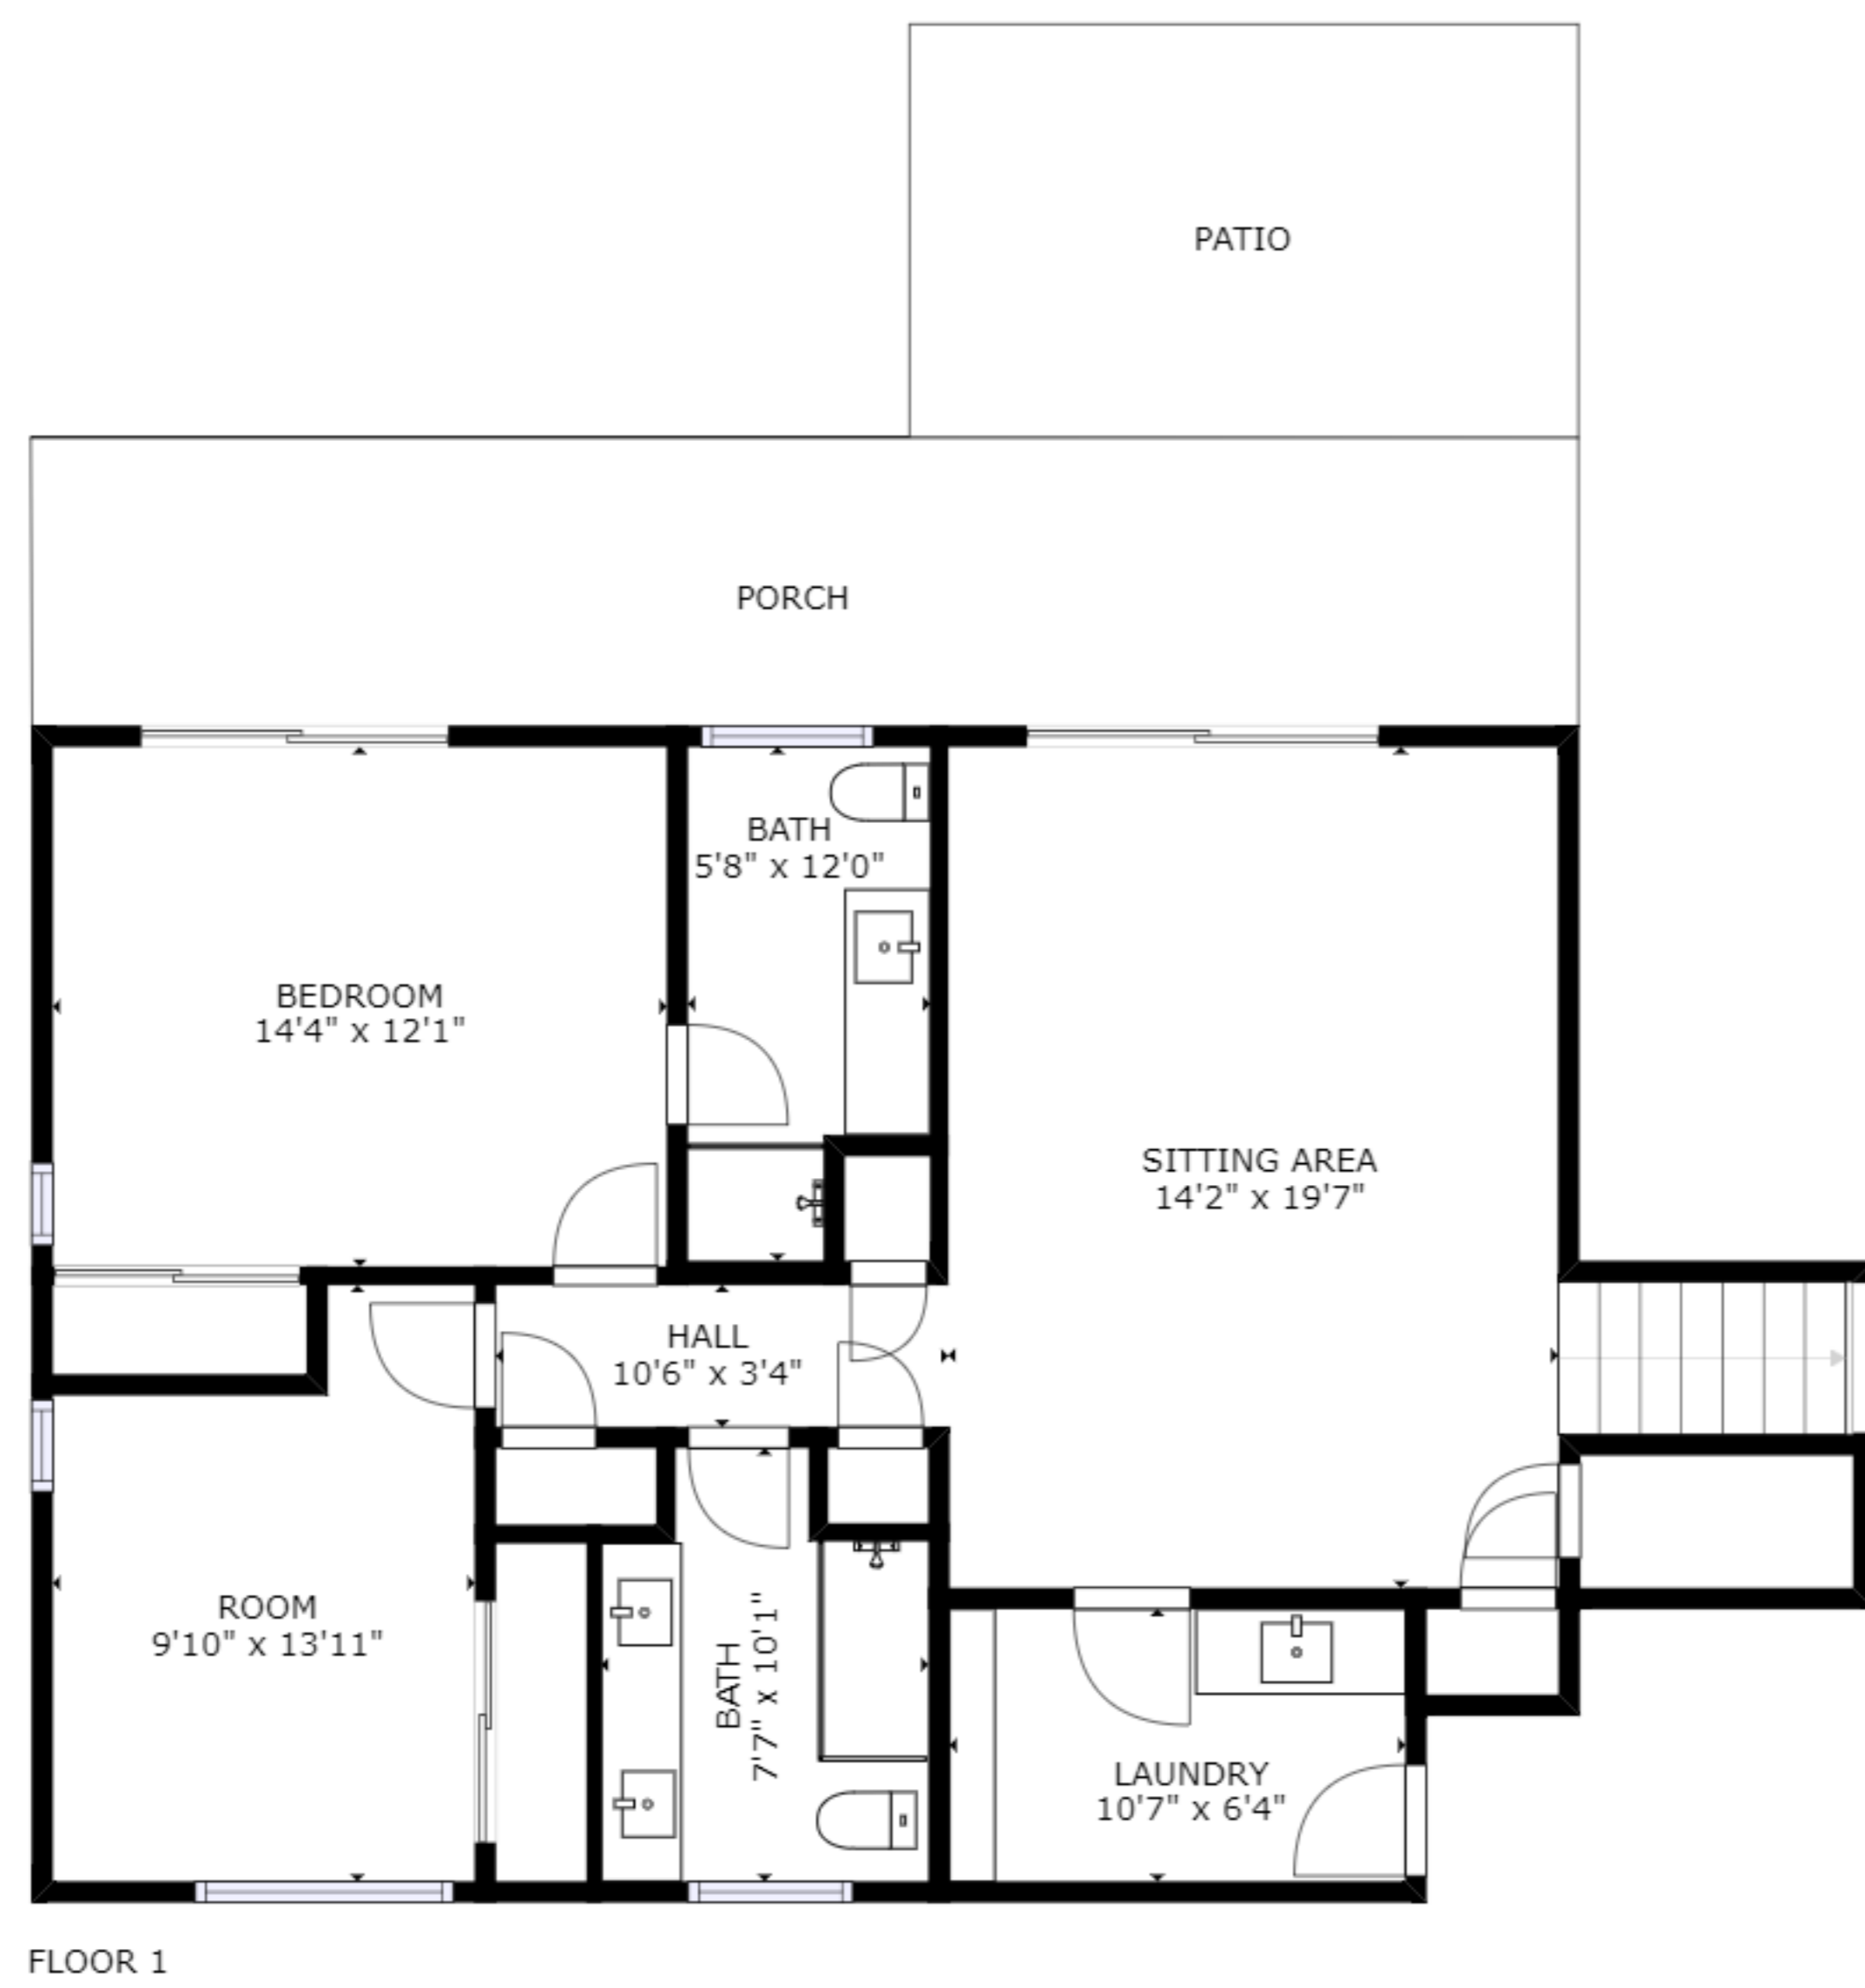 PATIO
PORCH
BATH
5'8" x 12'0"
BEDROOM
14'4" x 12'1"
SITTING AREA
14'2" x 19'7"
HALL
10'6" x 3'4"
ROOM
9'10" x 13'11"
BATH
7'7" x 10'1"
LAUNDRY
10'7" x 6'4"
FLOOR 1